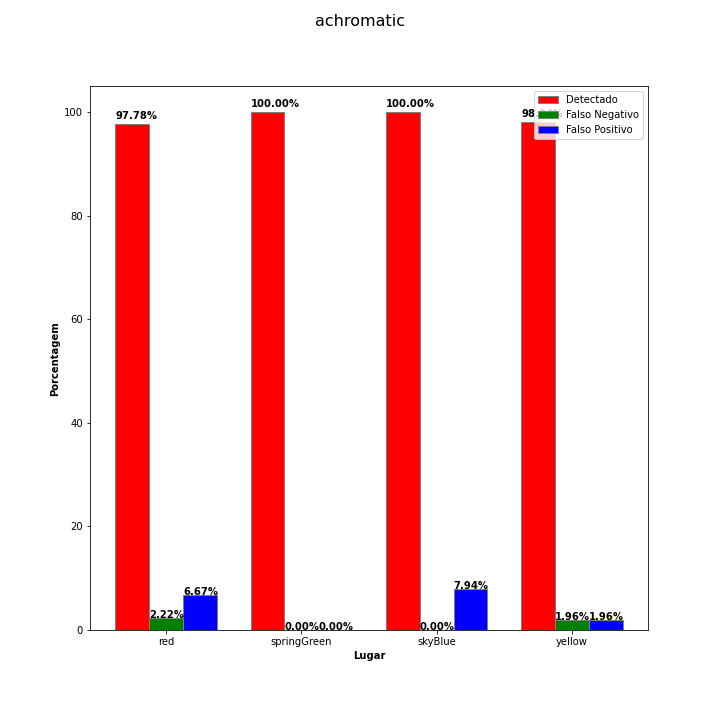 achromatic
97.78%
100.00%
100.00%
Detectado
Falso Negativo
Falso Positivo
100
80
60
40
20
0
Porcentagem
2.22%
6.67%
0.00%
0.00%
0.00%
7.94%
1.96%
1.96%
red
springGreen
skyBlue
yellow
Lugar